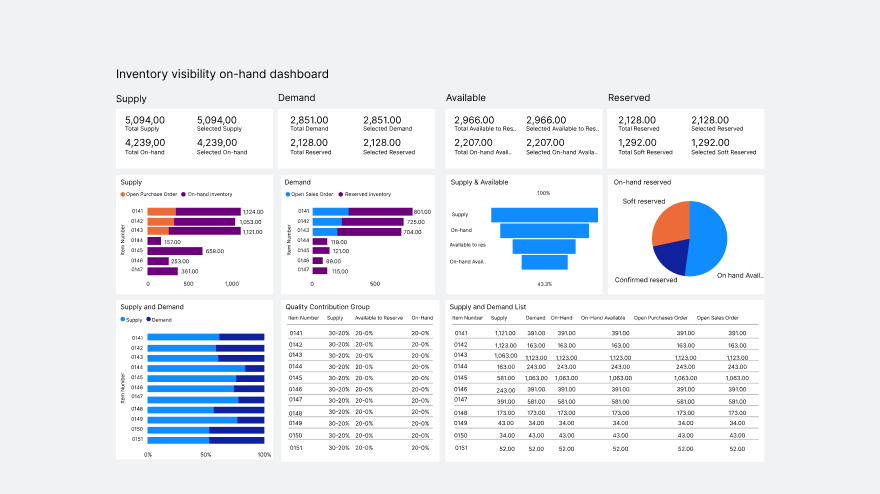 Inventory visibility on-hand dashboard
Supply
Demand
Available
Reserved
5,094,00 5,094,00
Total Supply Selected Supply
4,239,00 4,239,00
Total On-hand Selected On-hand
2,851.00 2,851.00
Total Demand Selected Demand
2,128.00 2,128.00
Total Reserved Selected Reserved
2,966.00 2,966.00
Total Available to Res.. Selected Available to Res..
2,207.00 2,207.00
Total On-hand Avail.. Selected On-hand Availa..
2,128.00 2,128.00
Total Reserved Selected Reserved
1,292.00 1,292.00
Total Soft Reserved Selected Soft Reserved
Supply
Open Purchase Order On-hand inventory
Item Number
0141 1,124.00
0142 1,053.00
0143 1,121.00
0144 157.00
0145 658.00
0146 253.00
0147 361.00
0 500 1,000
Demand
Open Sales Order Reserved inventory
Item Number
0141 801.00
0142 725.00
0143 704.00
0144 119.00
0145 121.00
0146 89.00
0147 115.00
0 500
Supply & Available
100%
Supply
On-hand
Available to res
On-hand Avail..
43.3%
On-hand reserved
Soft reserved
Confirmed reserved
On hand Avail..
Supply and Demand
Supply Demand
Item Number
0141
0142
0143
0144
0145
0146
0147
0148
0149
0150
0151
0% 50% 100%
Quality Contribution Group
Item Number Supply Available to Reserve On-Hand
0141 30-20% 20-0% 20-0%
0142 30-20% 20-0% 20-0%
0143 30-20% 20-0% 20-0%
0144 30-20% 20-0% 20-0%
0145 30-20% 20-0% 20-0%
0146 30-20% 20-0% 20-0%
0147 30-20% 20-0% 20-0%
0148 30-20% 20-0% 20-0%
0149 30-20% 20-0% 20-0%
0150 30-20% 20-0% 20-0%
0151 30-20% 20-0% 20-0%
Supply and Demand List
Item Number Supply Demand On-Hand On-Hand Available Open Purchases Order Open Sales Order
0141 1,121.00 391.00 391.00 391.00 391.00 391.00
0142 1,123.00 163.00 163.00 163.00 163.00 163.00
0143 1,063.00 1,123.00 1,123.00 1,123.00 1,123.00 1,123.00
0144 163.00 243.00 243.00 243.00 243.00 243.00
0145 581.00 1,063.00 1,063.00 1,063.00 1,063.00 1,063.00
0146 243.00 391.00 391.00 391.00 391.00 391.00
0147 391.00 581.00 581.00 581.00 581.00 581.00
0148 173.00 173.00 173.00 173.00 173.00 173.00
0149 43.00 34.00 34.00 34.00 34.00 34.00
0150 34.00 43.00 43.00 43.00 43.00 43.00
0151 52.00 52.00 52.00 52.00 52.00 52.00